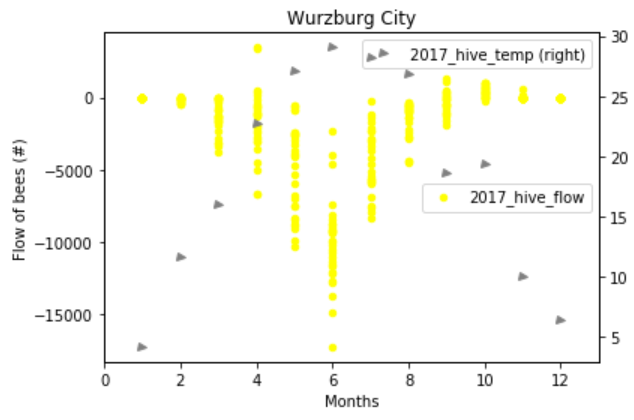 Wurzburg City
2017_hive_temp (right)
2017_hive_flow
Flow of bees (#)
0
−5000
−10000
−15000
30
25
20
15
10
5
0 2 4 6 8 10 12
Months